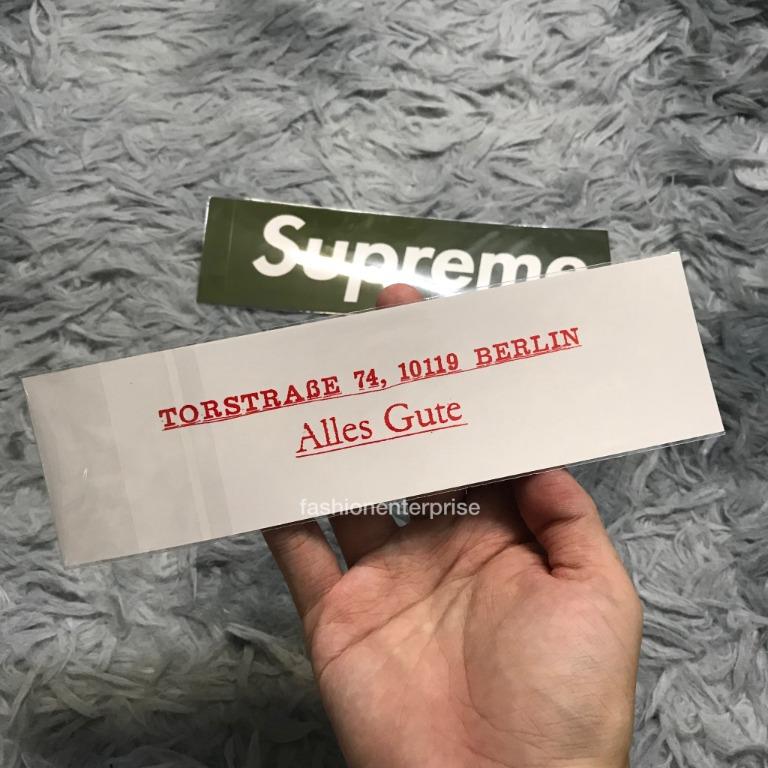 Supreme
TORSTRAßE 74, 10119 BERLIN
Alles Gute
fashionenterprise